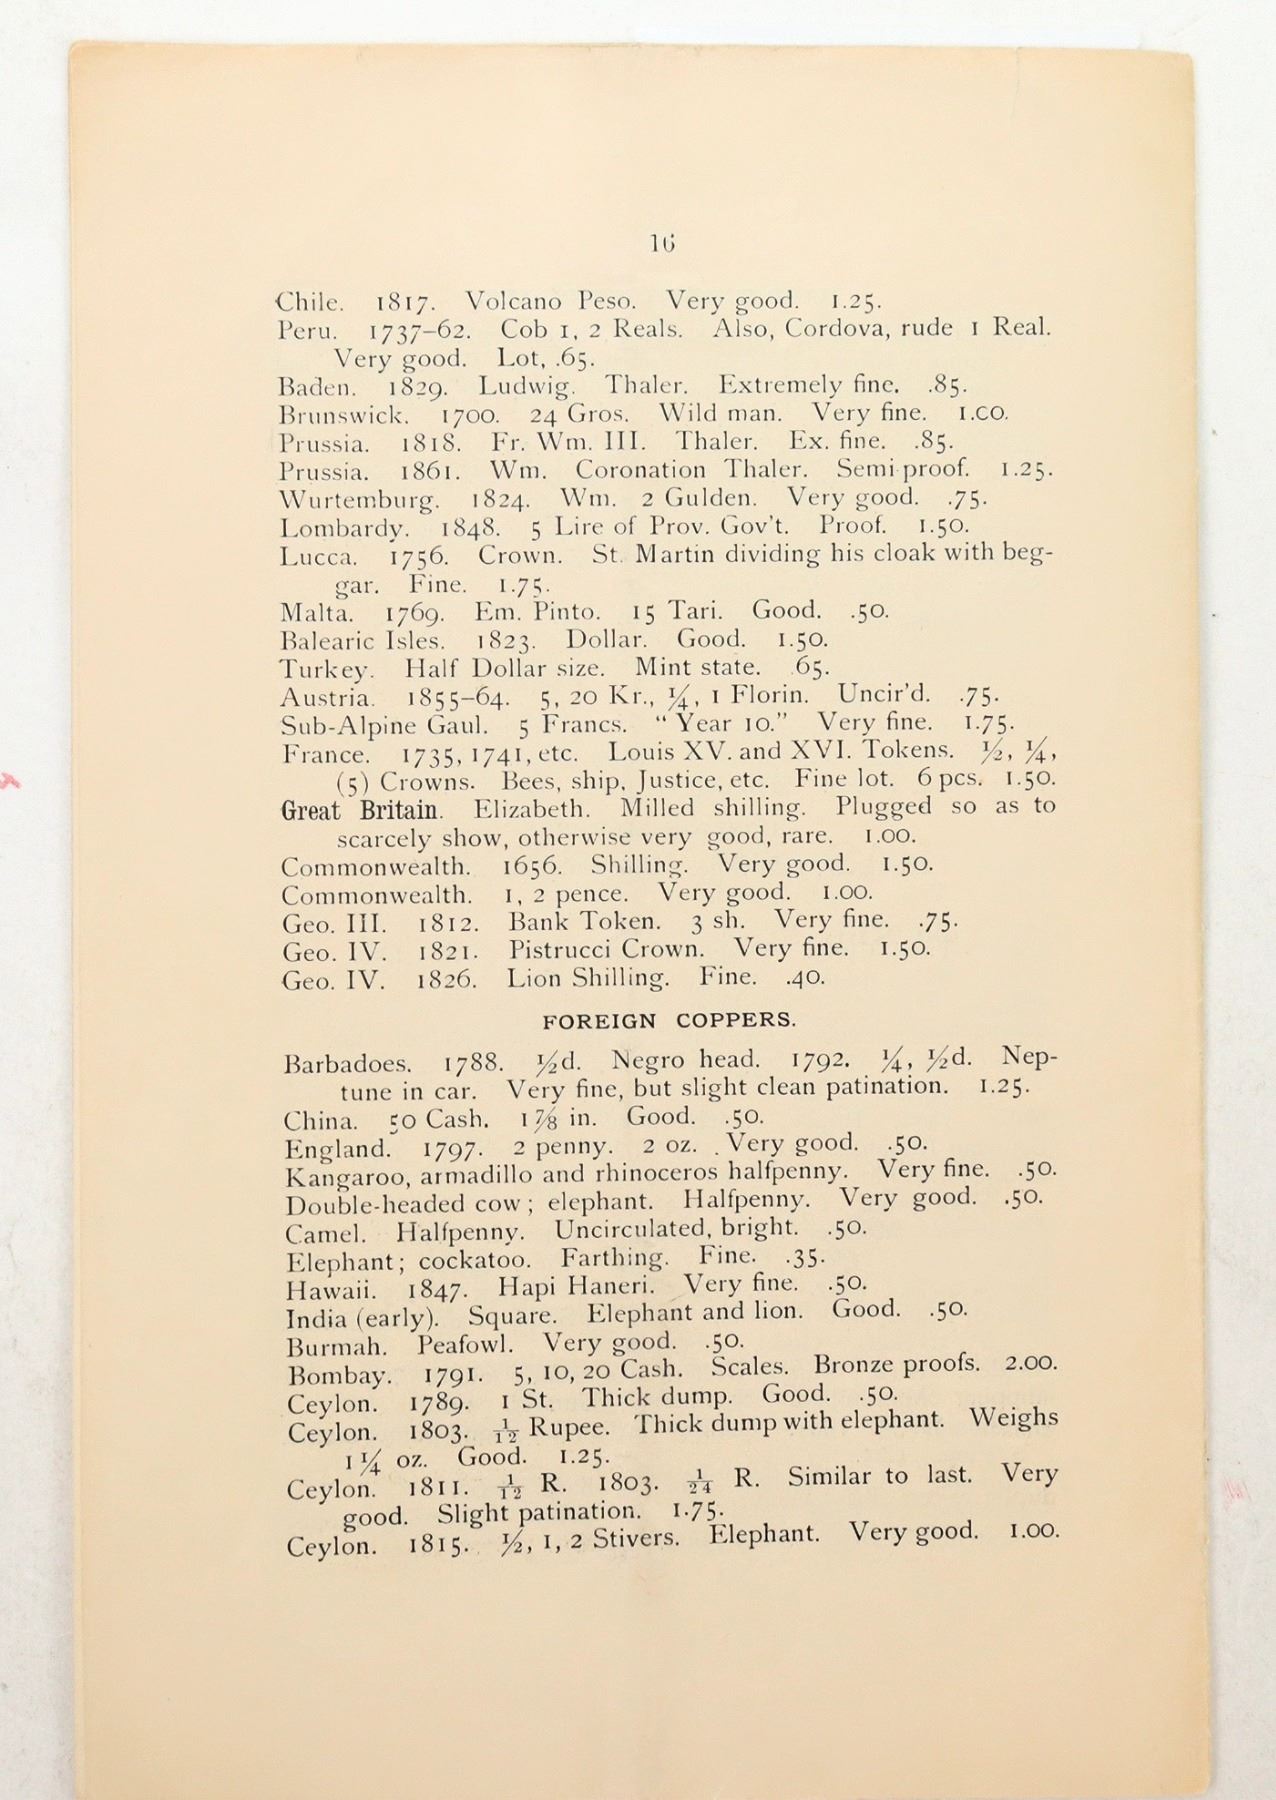 16
Chile. 1817. Volcano Peso. Very good. 1.25.
Peru. 1737–62. Cob 1, 2 Reals. Also, Cordova, rude 1 Real.
Very good. Lot, .65.
Baden. 1829. Ludwig. Thaler. Extremely fine. .85.
Brunswick. 1700. 24 Gros. Wild man. Very fine. 1.00.
Prussia. 1818. Fr. Wm. III. Thaler. Ex. fine. .85.
Prussia. 1861. Wm. Coronation Thaler. Semi-proof. 1.25.
Wurtemburg. 1824. Wm. 2 Gulden. Very good. .75.
Lombardy. 1848. 5 Lire of Prov. Gov't. Proof. 1.50.
Lucca. 1756. Crown. St. Martin dividing his cloak with beg-
gar. Fine. 1.75.
Malta. 1769. Em. Pinto. 15 Tari. Good. .50.
Balearic Isles. 1823. Dollar. Good. 1.50.
Turkey. Half Dollar size. Mint state. .65.
Austria. 1855–64. 5, 20 Kr., ¼, 1 Florin. Uncir'd. .75.
Sub-Alpine Gaul. 5 Francs. "Year 10." Very fine. 1.75.
France. 1735, 1741, etc. Louis XV. and XVI. Tokens. ½, ¼,
(5) Crowns. Bees, ship, Justice, etc. Fine lot. 6 pcs. 1.50.
Great Britain. Elizabeth. Milled shilling. Plugged so as to
scarcely show, otherwise very good, rare. 1.00.
Commonwealth. 1656. Shilling. Very good. 1.50.
Commonwealth. 1, 2 pence. Very good. 1.00.
Geo. III. 1812. Bank Token. 3 sh. Very fine. .75.
Geo. IV. 1821. Pistrucci Crown. Very fine. 1.50.
Geo. IV. 1826. Lion Shilling. Fine. .40.
FOREIGN COPPERS.
Barbadoes. 1788. ½d. Negro head. 1792. ¼, ½d. Nep-
tune in car. Very fine, but slight clean patination. 1.25.
China. 50 Cash. 1⅞ in. Good. .50.
England. 1797. 2 penny. 2 oz. Very good. .50.
Kangaroo, armadillo and rhinoceros halfpenny. Very fine. .50.
Double-headed cow; elephant. Halfpenny. Very good. .50.
Camel. Halfpenny. Uncirculated, bright. .50.
Elephant; cockatoo. Farthing. Fine. .35.
Hawaii. 1847. Hapi Haneri. Very fine. .50.
India (early). Square. Elephant and lion. Good. .50.
Burmah. Peafowl. Very good. .50.
Bombay. 1791. 5, 10, 20 Cash. Scales. Bronze proofs. 2.00.
Ceylon. 1789. 1 St. Thick dump. Good. .50.
Ceylon. 1803. 1/12 Rupee. Thick dump with elephant. Weighs
1¼ oz. Good. 1.25.
Ceylon. 1811. 1/12 R. 1803. 1/24 R. Similar to last. Very
good. Slight patination. 1.75.
Ceylon. 1815. ½, 1, 2 Stivers. Elephant. Very good. 1.00.